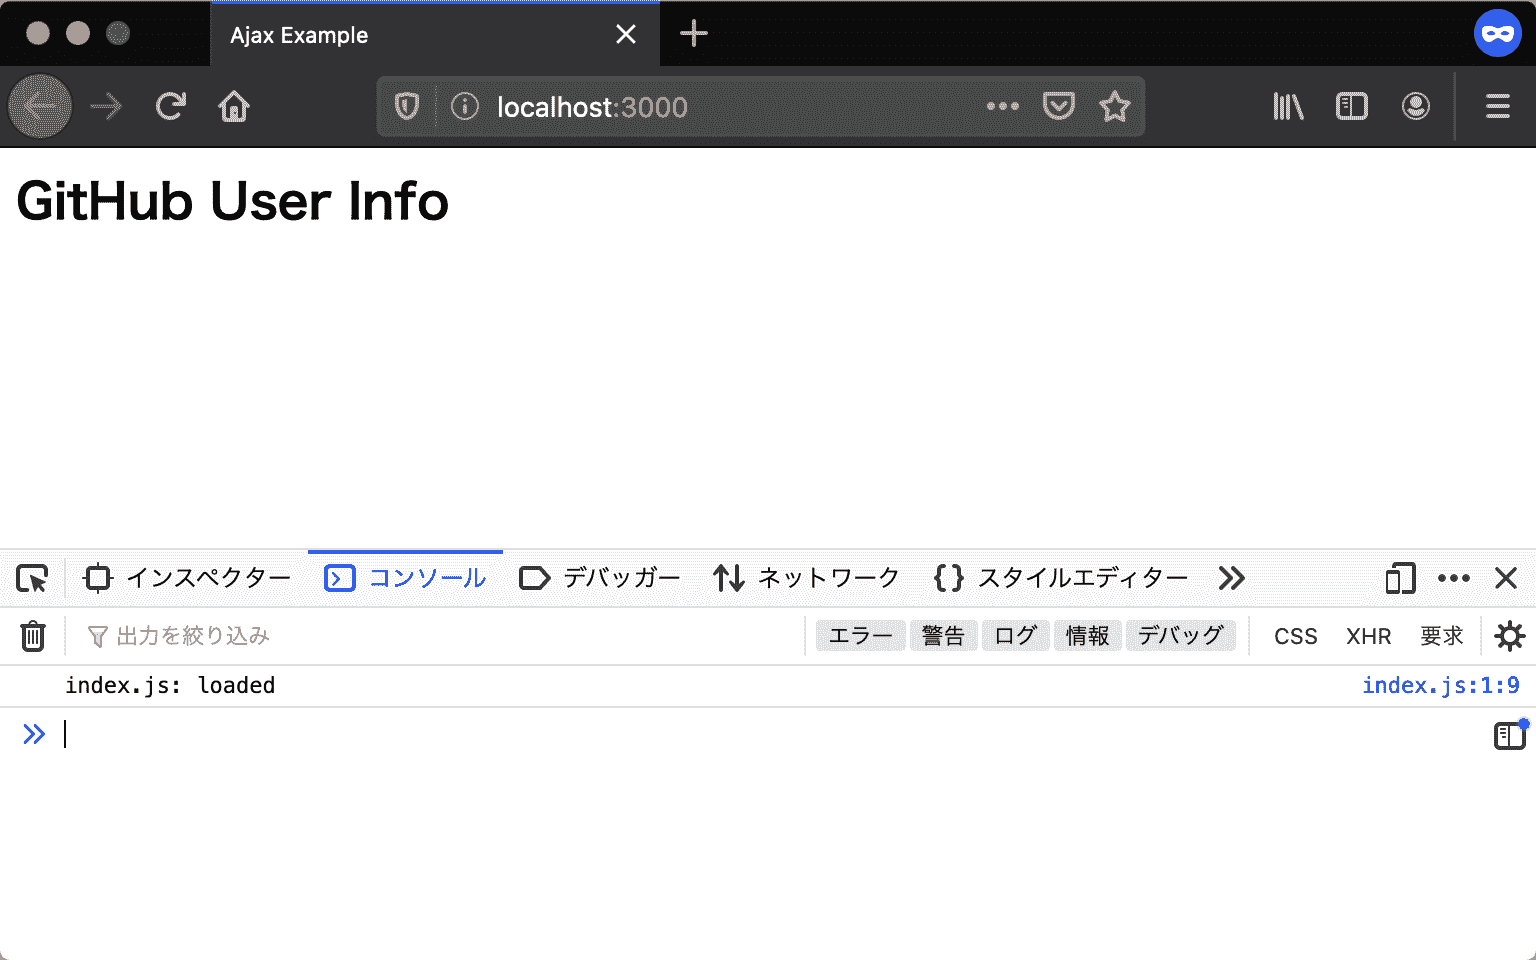 Ajax Example
localhost:3000
GitHub User Info
インスペクター コンソール デバッガー ネットワーク スタイルエディター
出力を絞り込み エラー 警告 ログ 情報 デバッグ CSS XHR 要求
index.js: loaded index.js:1:9